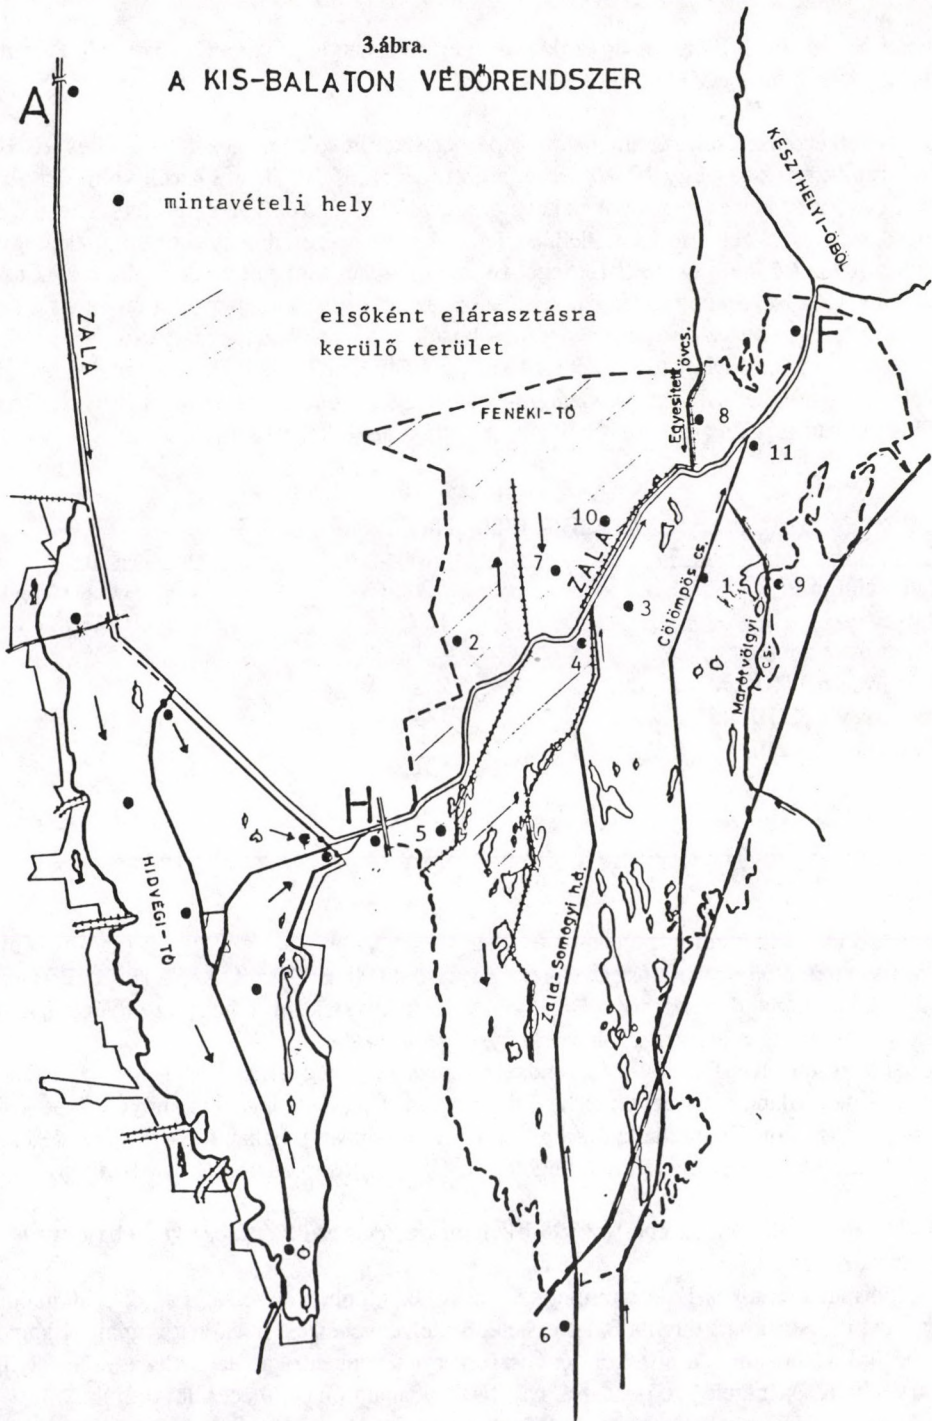 3.ábra.
A KIS-BALATON VÉDŐRENDSZER
A
mintavételi hely
KESZTHELYI-ÖBÖL
ZALA
elsőként elárasztásra
kerülő terület
F
Egyesített övcs.
FENÉKI-TÓ
8
11
10
7
ZALA
3
Cölömpös cs.
1
9
2
4
Marótvölgyi
cs.
H
5
HIDVÉGI-TÓ
Zala-Somogyi h.á.
6